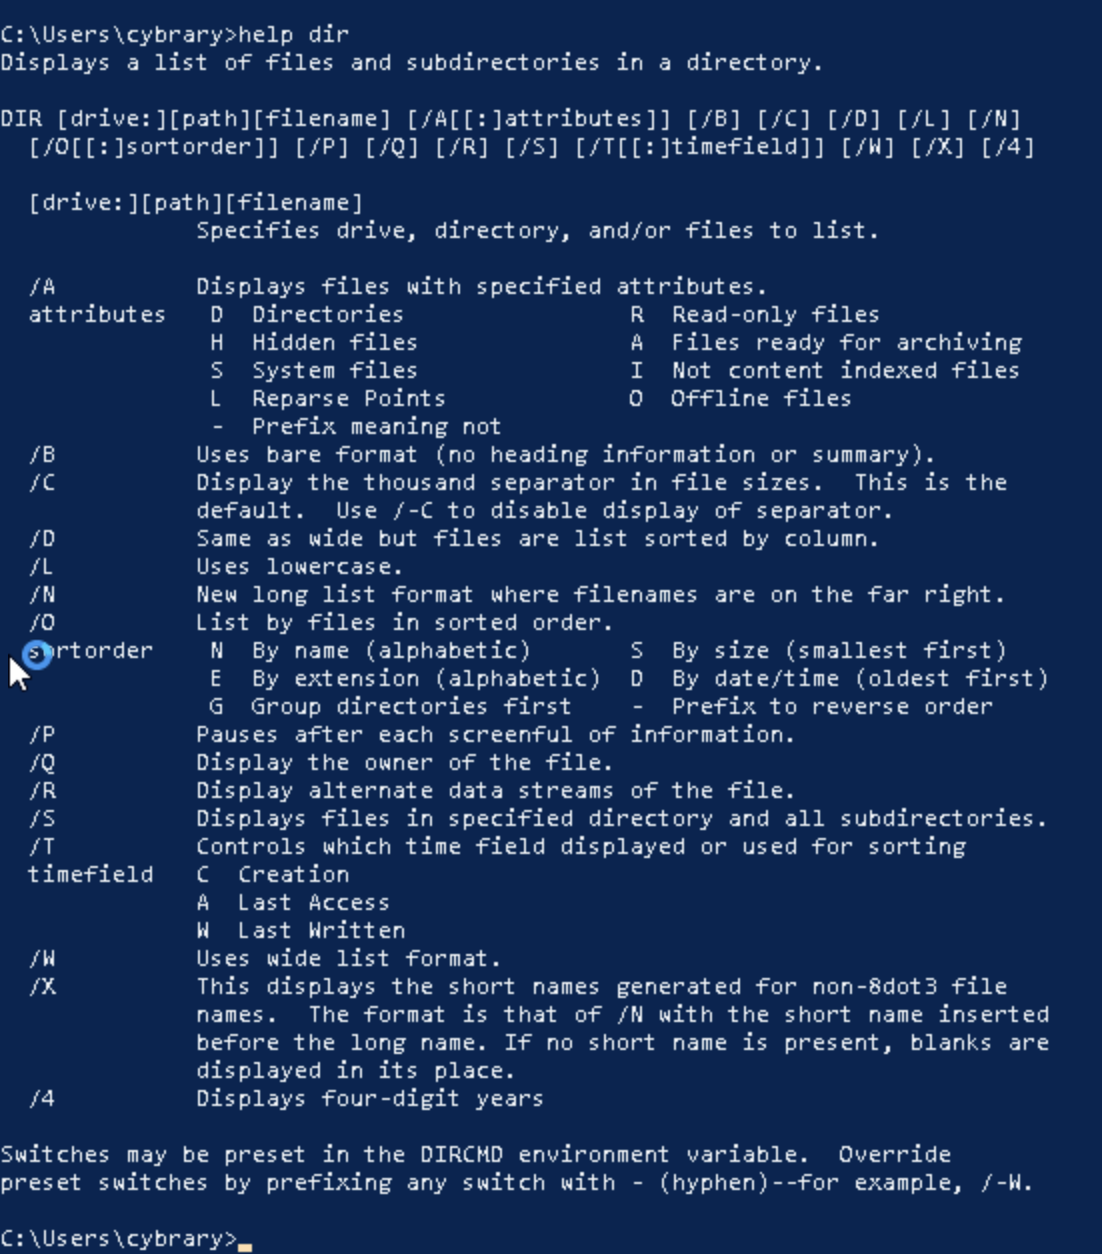 C:\Users\cybrary>help dir
Displays a list of files and subdirectories in a directory.

DIR [drive:][path][filename] [/A[[:]attributes]] [/B] [/C] [/D] [/L] [/N]
  [/O[[:]sortorder]] [/P] [/Q] [/R] [/S] [/T[[:]timefield]] [/W] [/X] [/4]

  [drive:][path][filename]
              Specifies drive, directory, and/or files to list.

  /A          Displays files with specified attributes.
  attributes   D  Directories                R  Read-only files
               H  Hidden files               A  Files ready for archiving
               S  System files               I  Not content indexed files
               L  Reparse Points             O  Offline files
               -  Prefix meaning not
  /B          Uses bare format (no heading information or summary).
  /C          Display the thousand separator in file sizes.  This is the
              default.  Use /-C to disable display of separator.
  /D          Same as wide but files are list sorted by column.
  /L          Uses lowercase.
  /N          New long list format where filenames are on the far right.
  /O          List by files in sorted order.
  sortorder    N  By name (alphabetic)       S  By size (smallest first)
               E  By extension (alphabetic)  D  By date/time (oldest first)
               G  Group directories first    -  Prefix to reverse order
  /P          Pauses after each screenful of information.
  /Q          Display the owner of the file.
  /R          Display alternate data streams of the file.
  /S          Displays files in specified directory and all subdirectories.
  /T          Controls which time field displayed or used for sorting
  timefield   C  Creation
              A  Last Access
              W  Last Written
  /W          Uses wide list format.
  /X          This displays the short names generated for non-8dot3 file
              names.  The format is that of /N with the short name inserted
              before the long name. If no short name is present, blanks are
              displayed in its place.
  /4          Displays four-digit years

Switches may be preset in the DIRCMD environment variable.  Override
preset switches by prefixing any switch with - (hyphen)--for example, /-W.

C:\Users\cybrary>_